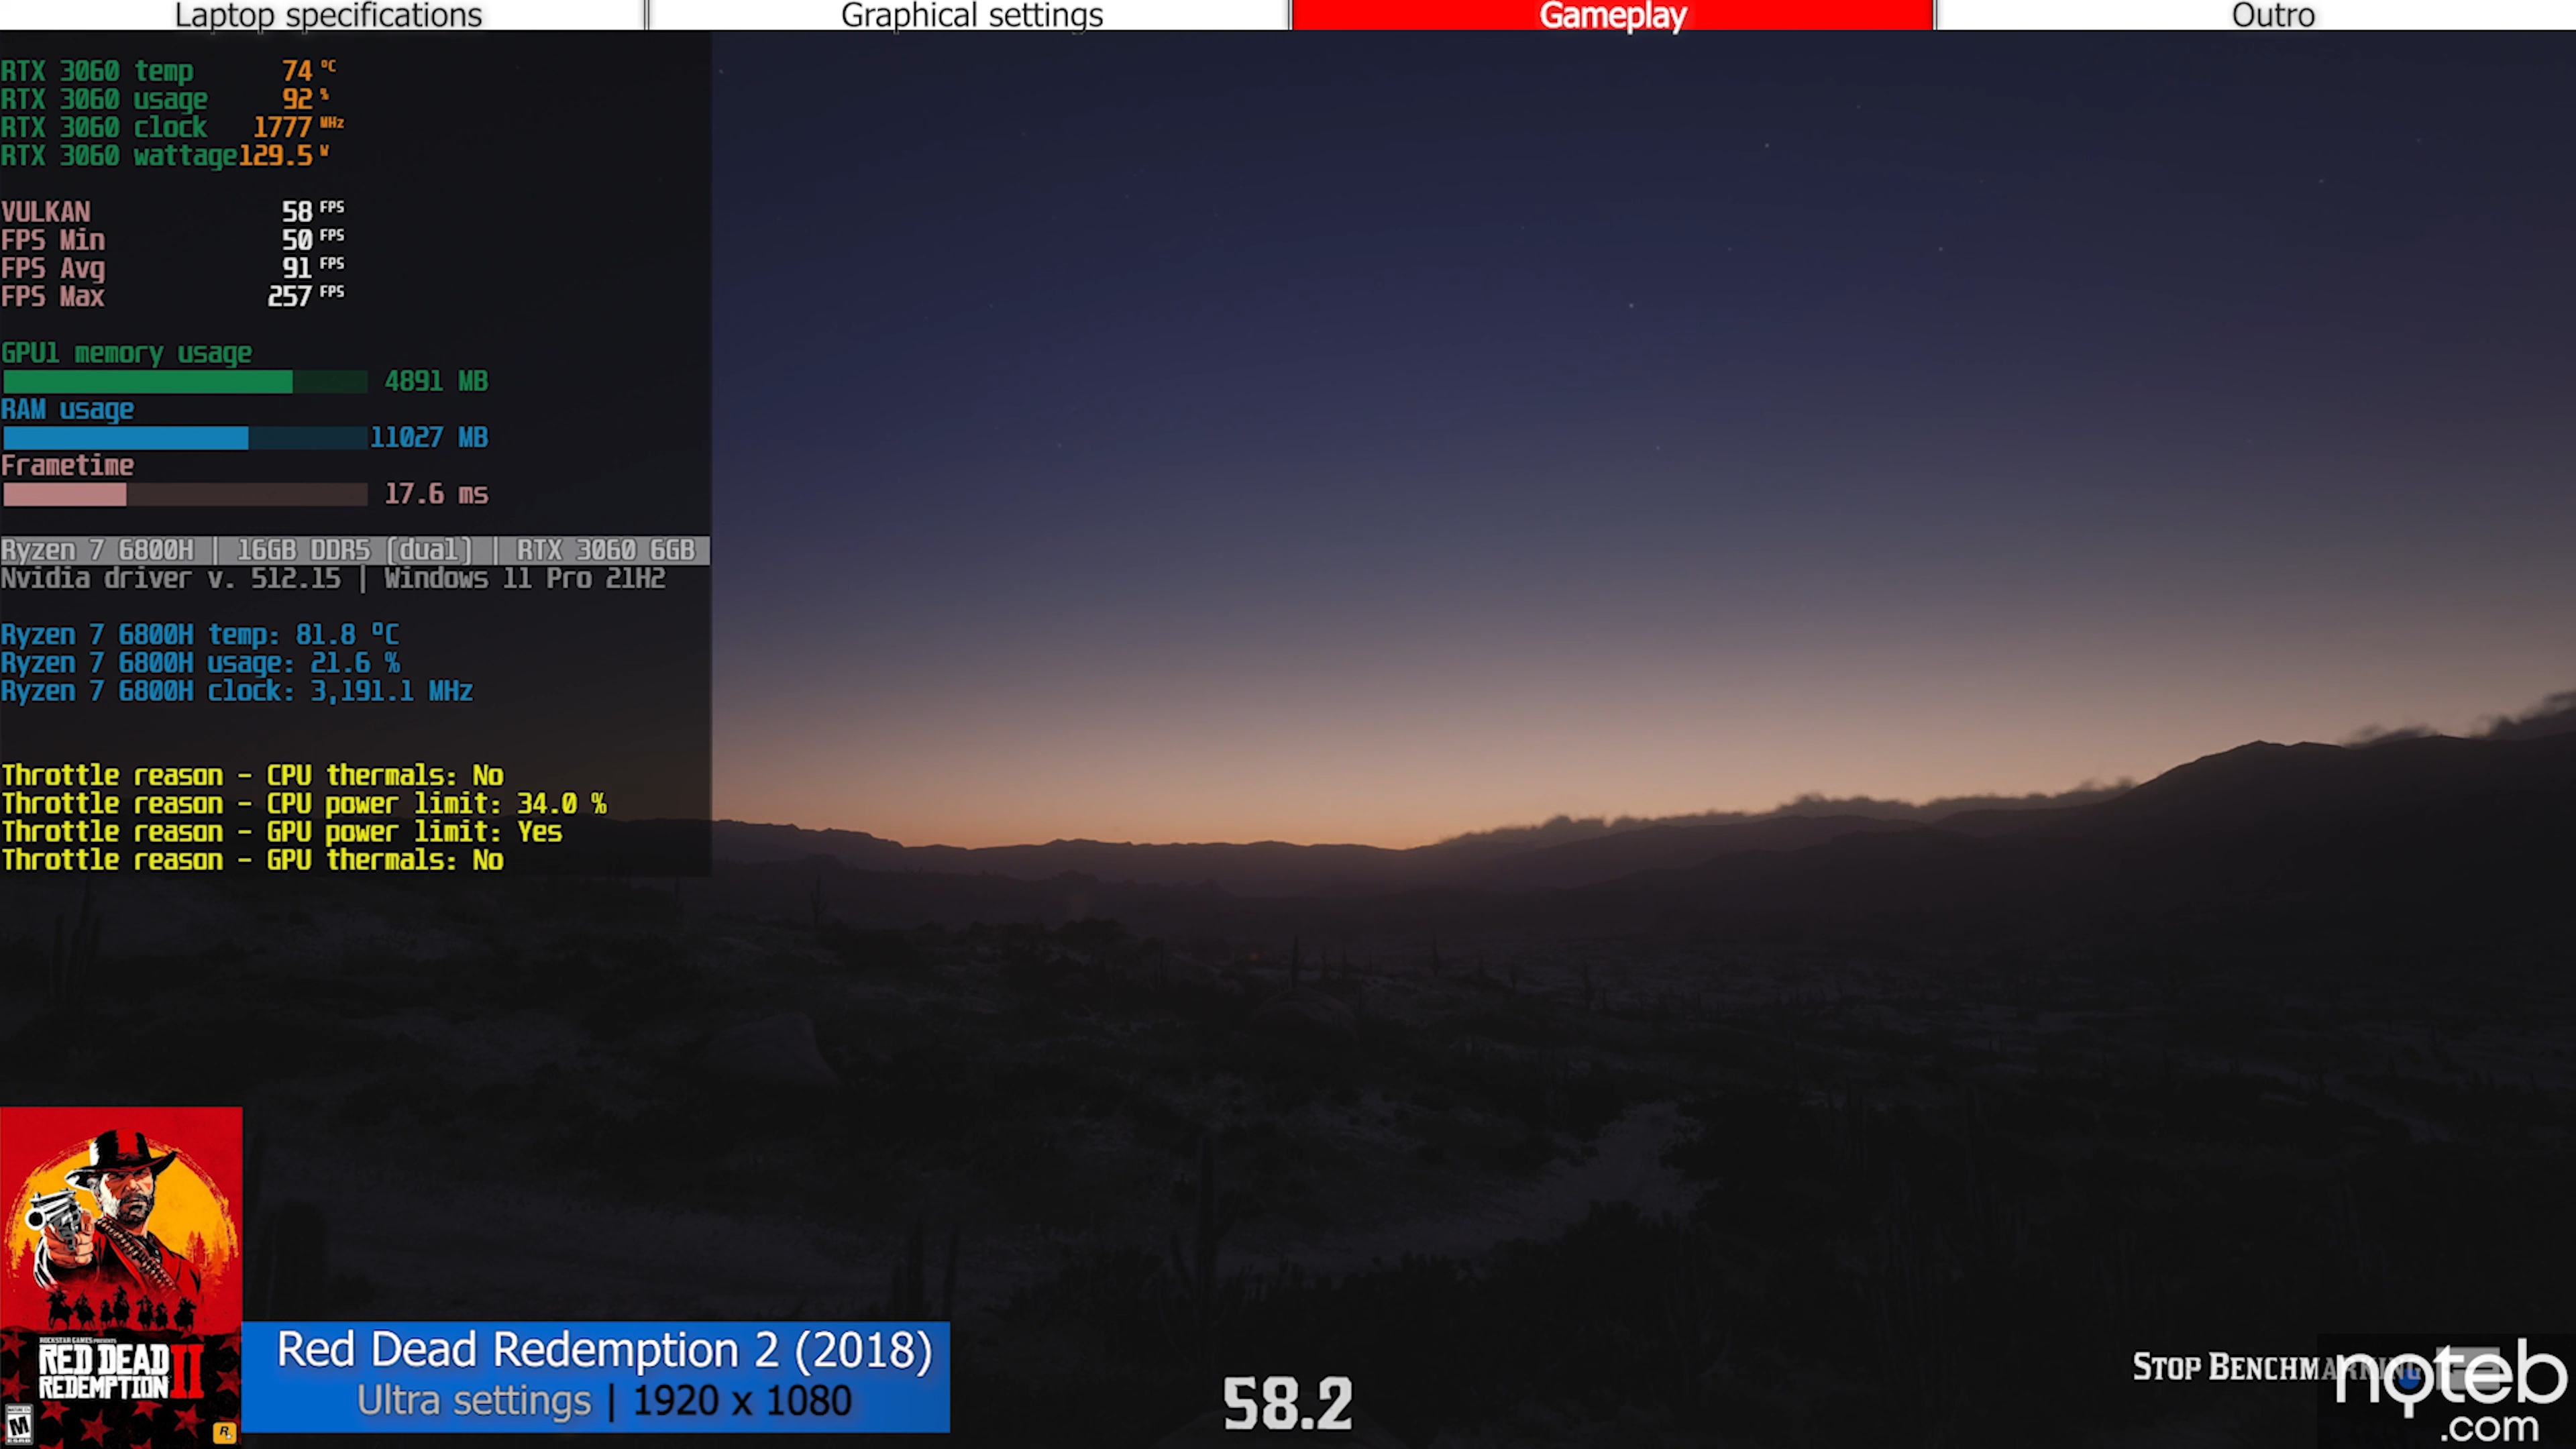 Laptop specifications
Graphical settings
Gameplay
Outro
RTX 3060 temp 74 °C
RTX 3060 usage 92 %
RTX 3060 clock 1777 MHz
RTX 3060 wattage129.5 W
VULKAN 58 FPS
FPS Min 50 FPS
FPS Avg 91 FPS
FPS Max 257 FPS
GPU1 memory usage
4891 MB
RAM usage
11027 MB
Frametime
17.6 ms
Ryzen 7 6800H | 16GB DDR5 (dual) | RTX 3060 6GB
Nvidia driver v. 512.15 | Windows 11 Pro 21H2
Ryzen 7 6800H temp: 81.8 °C
Ryzen 7 6800H usage: 21.6 %
Ryzen 7 6800H clock: 3,191.1 MHz
Throttle reason - CPU thermals: No
Throttle reason - CPU power limit: 34.0 %
Throttle reason - GPU power limit: Yes
Throttle reason - GPU thermals: No
ROCKSTAR GAMES PRESENTS
RED DEAD
REDEMPTION II
M
R
Red Dead Redemption 2 (2018)
Ultra settings | 1920 x 1080
58.2
STOP BENCHMARKING
noteb
.com